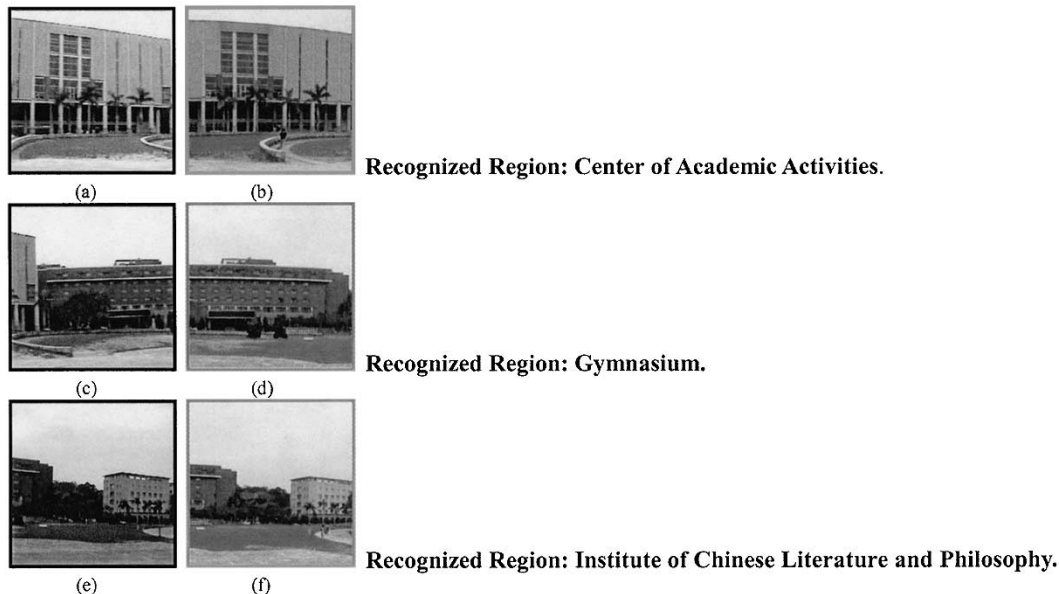 Recognized Region: Center of Academic Activities.
(a) (b)
Recognized Region: Gymnasium.
(c) (d)
Recognized Region: Institute of Chinese Literature and Philosophy.
(e) (f)